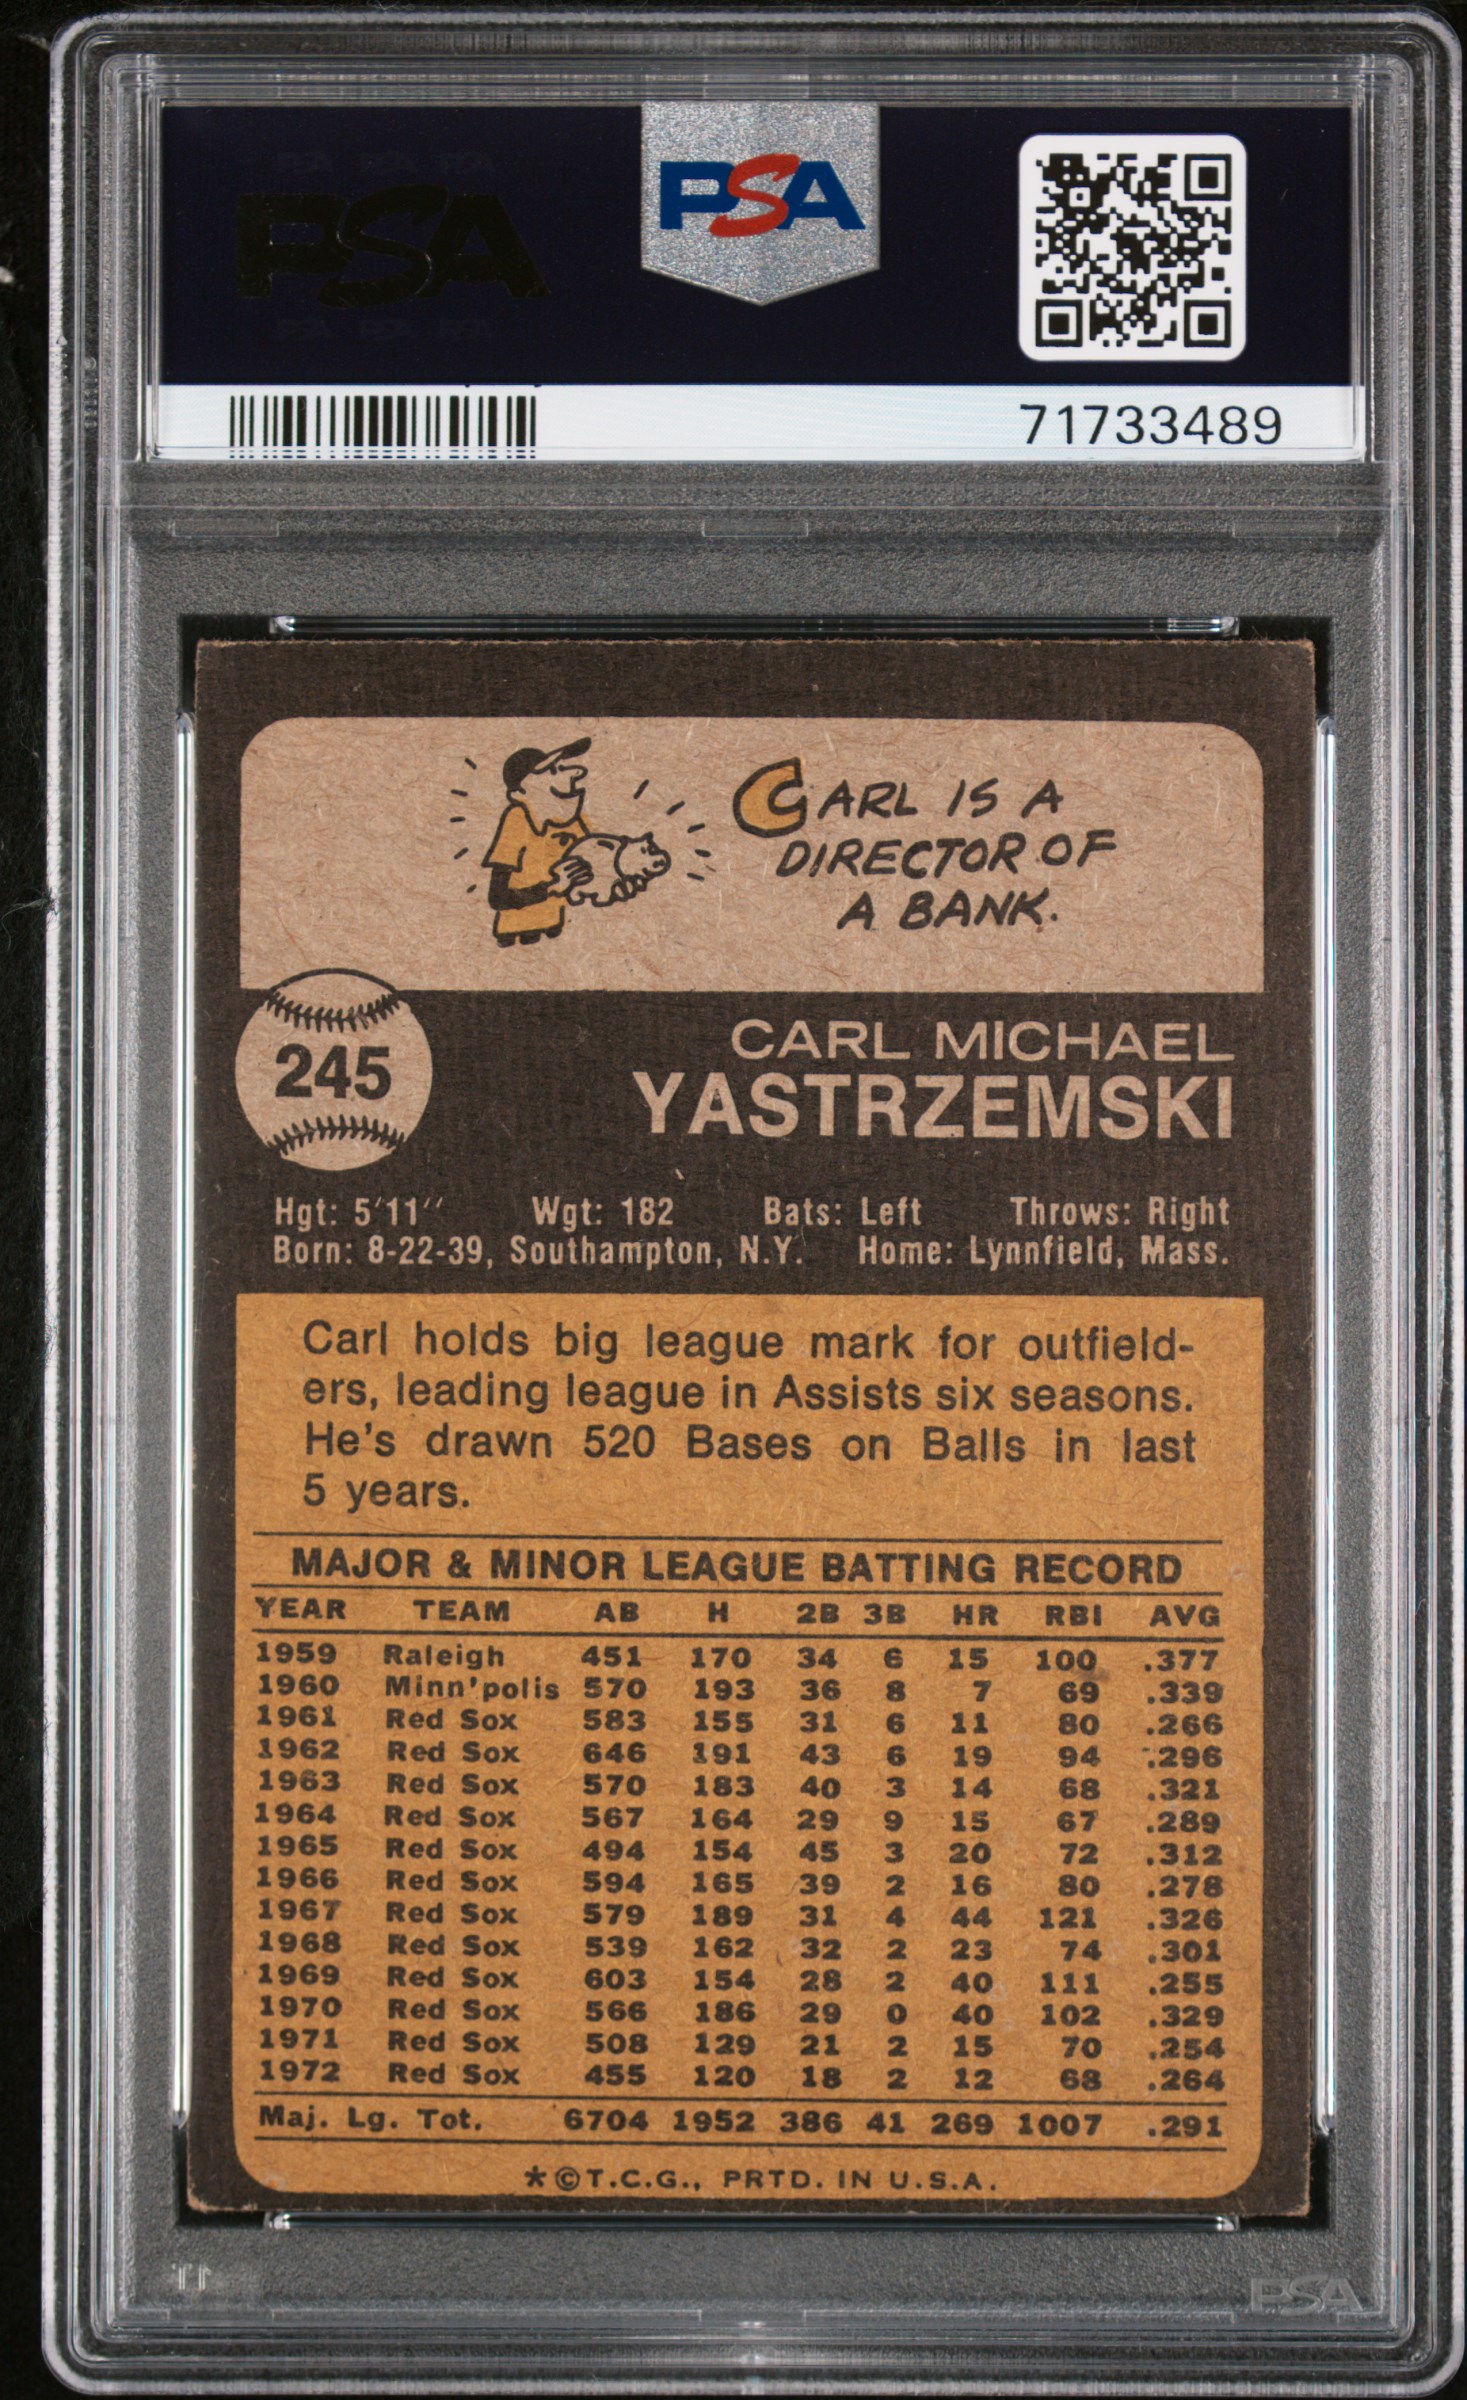 PSA
PSA
71733489
CARL IS A
DIRECTOR OF
A BANK.
245
CARL MICHAEL
YASTRZEMSKI
Hgt: 5'11'' Wgt: 182 Bats: Left Throws: Right
Born: 8-22-39, Southampton, N.Y. Home: Lynnfield, Mass.
Carl holds big league mark for outfield-
ers, leading league in Assists six seasons.
He's drawn 520 Bases on Balls in last
5 years.
MAJOR & MINOR LEAGUE BATTING RECORD
YEAR TEAM AB H 2B 3B HR RBI AVG
1959 Raleigh 451 170 34 6 15 100 .377
1960 Minn'polis 570 193 36 8 7 69 .339
1961 Red Sox 583 155 31 6 11 80 .266
1962 Red Sox 646 191 43 6 19 94 .296
1963 Red Sox 570 183 40 3 14 68 .321
1964 Red Sox 567 164 29 9 15 67 .289
1965 Red Sox 494 154 45 3 20 72 .312
1966 Red Sox 594 165 39 2 16 80 .278
1967 Red Sox 579 189 31 4 44 121 .326
1968 Red Sox 539 162 32 2 23 74 .301
1969 Red Sox 603 154 28 2 40 111 .255
1970 Red Sox 566 186 29 0 40 102 .329
1971 Red Sox 508 129 21 2 15 70 .254
1972 Red Sox 455 120 18 2 12 68 .264
Maj. Lg. Tot. 6704 1952 386 41 269 1007 .291
*©T.C.G., PRTD. IN U.S.A.
PSA